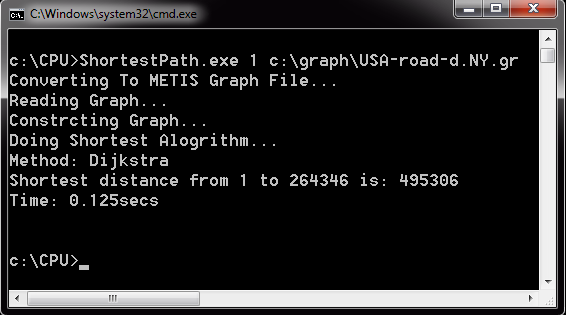 C:\Windows\system32\cmd.exe
c:\CPU>ShortestPath.exe 1 c:\graph\USA-road-d.NY.gr
Converting To METIS Graph File...
Reading Graph...
Constrcting Graph...
Doing Shortest Alogrithm...
Method: Dijkstra
Shortest distance from 1 to 264346 is: 495306
Time: 0.125secs
c:\CPU>_